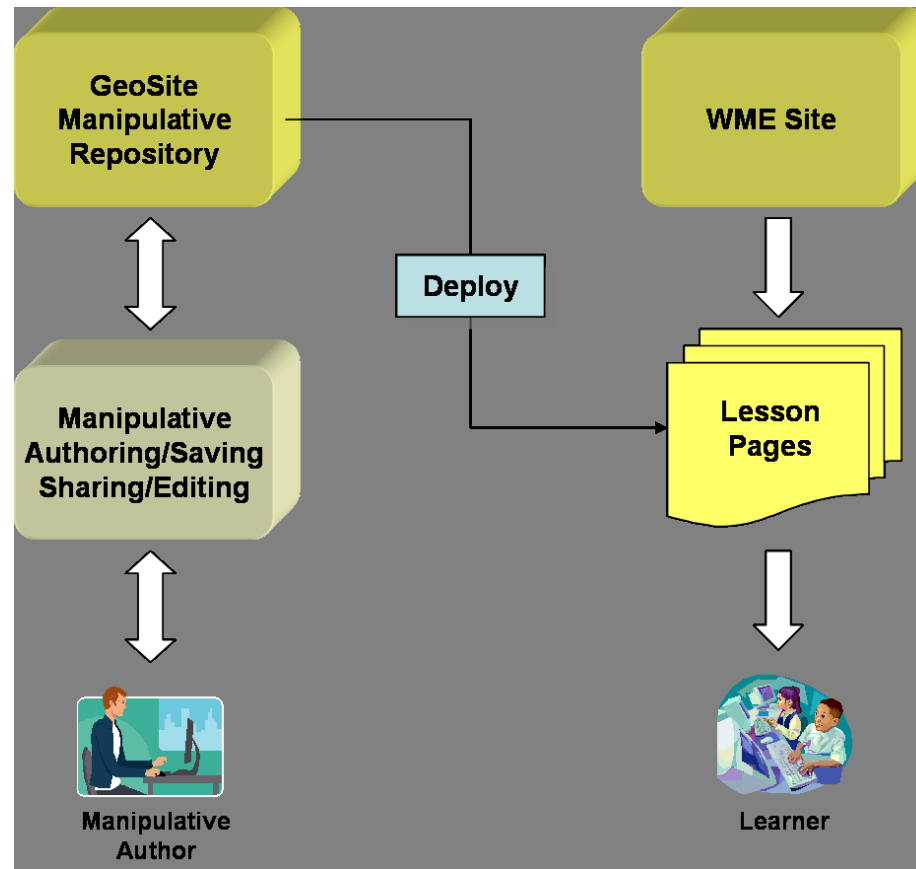 GeoSite
Manipulative
Repository
WME Site
Deploy
Manipulative
Authoring/Saving
Sharing/Editing
Lesson
Pages
Manipulative
Author
Learner